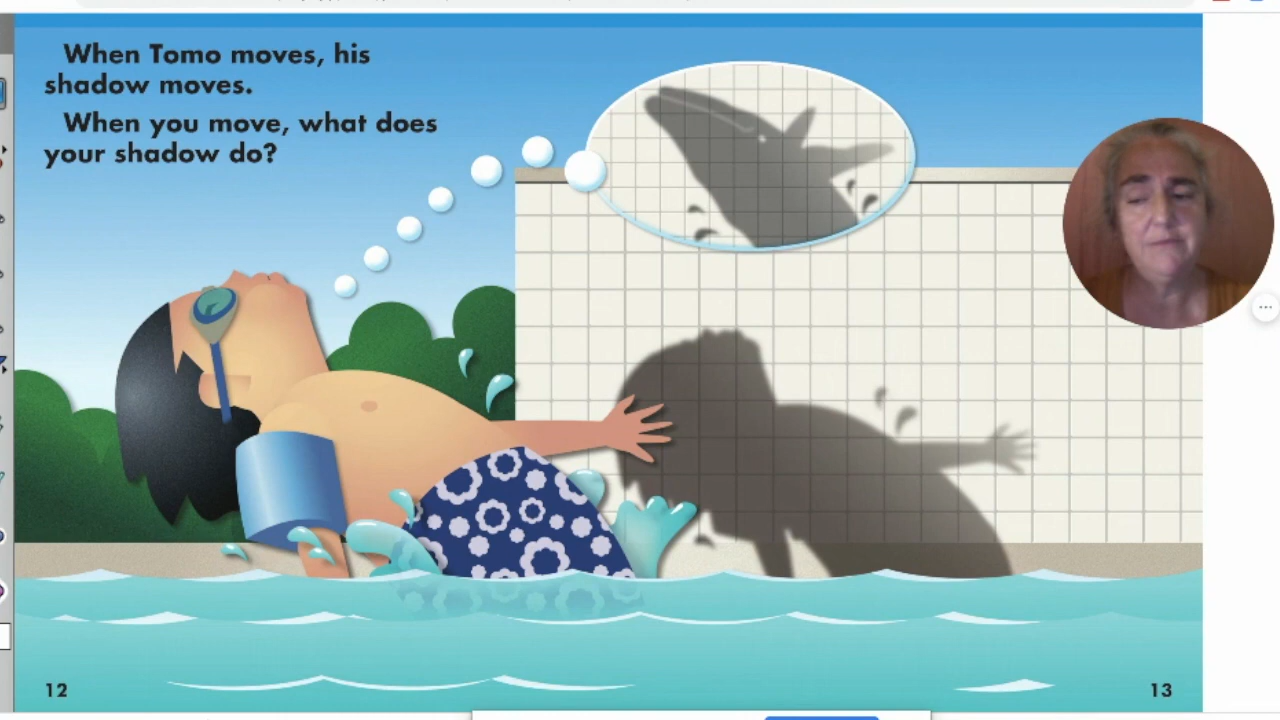 When Tomo moves, his
shadow moves.
When you move, what does
your shadow do?
12
13